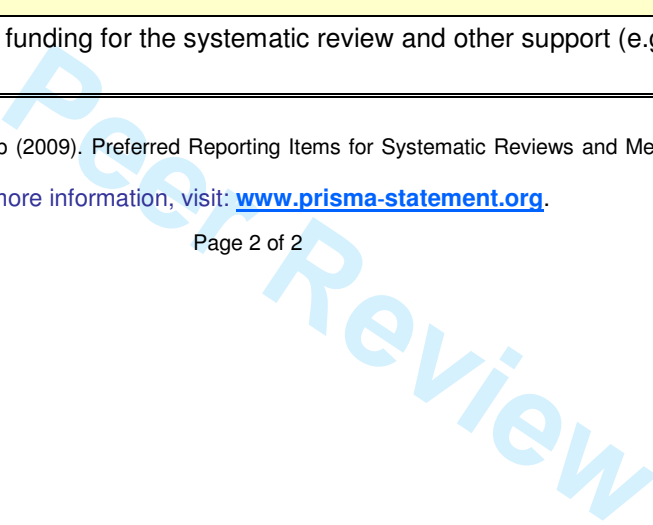 funding for the systematic review and other support (e.g
(2009). Preferred Reporting Items for Systematic Reviews and Me
more information, visit: www.prisma-statement.org.
Page 2 of 2
Peer Review